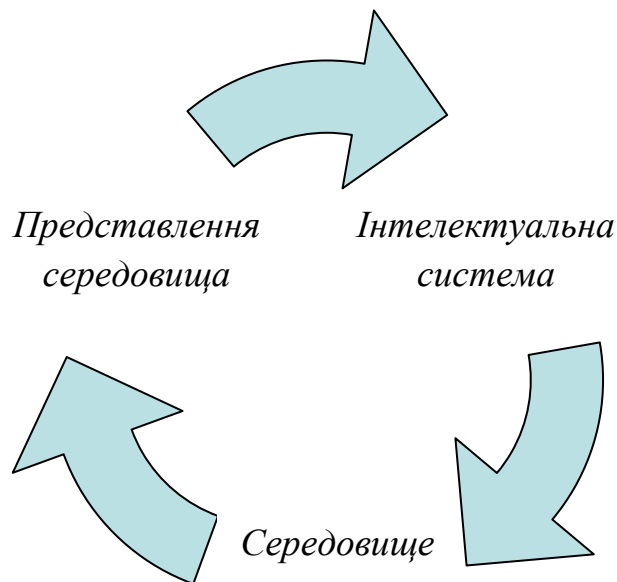 Представлення
середовища
Інтелектуальна
система
Середовище